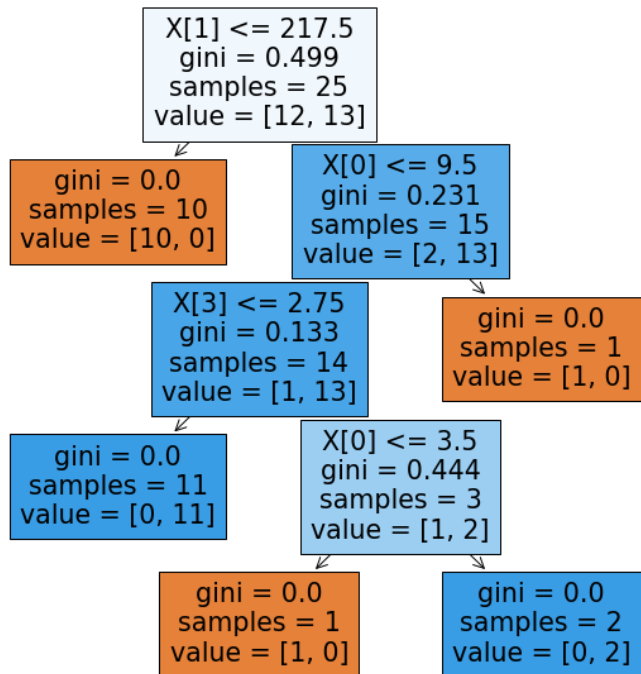 X[1] <= 217.5
gini = 0.499
samples = 25
value = [12, 13]
gini = 0.0
samples = 10
value = [10, 0]
X[0] <= 9.5
gini = 0.231
samples = 15
value = [2, 13]
X[3] <= 2.75
gini = 0.133
samples = 14
value = [1, 13]
gini = 0.0
samples = 1
value = [1, 0]
gini = 0.0
samples = 11
value = [0, 11]
X[0] <= 3.5
gini = 0.444
samples = 3
value = [1, 2]
gini = 0.0
samples = 1
value = [1, 0]
gini = 0.0
samples = 2
value = [0, 2]